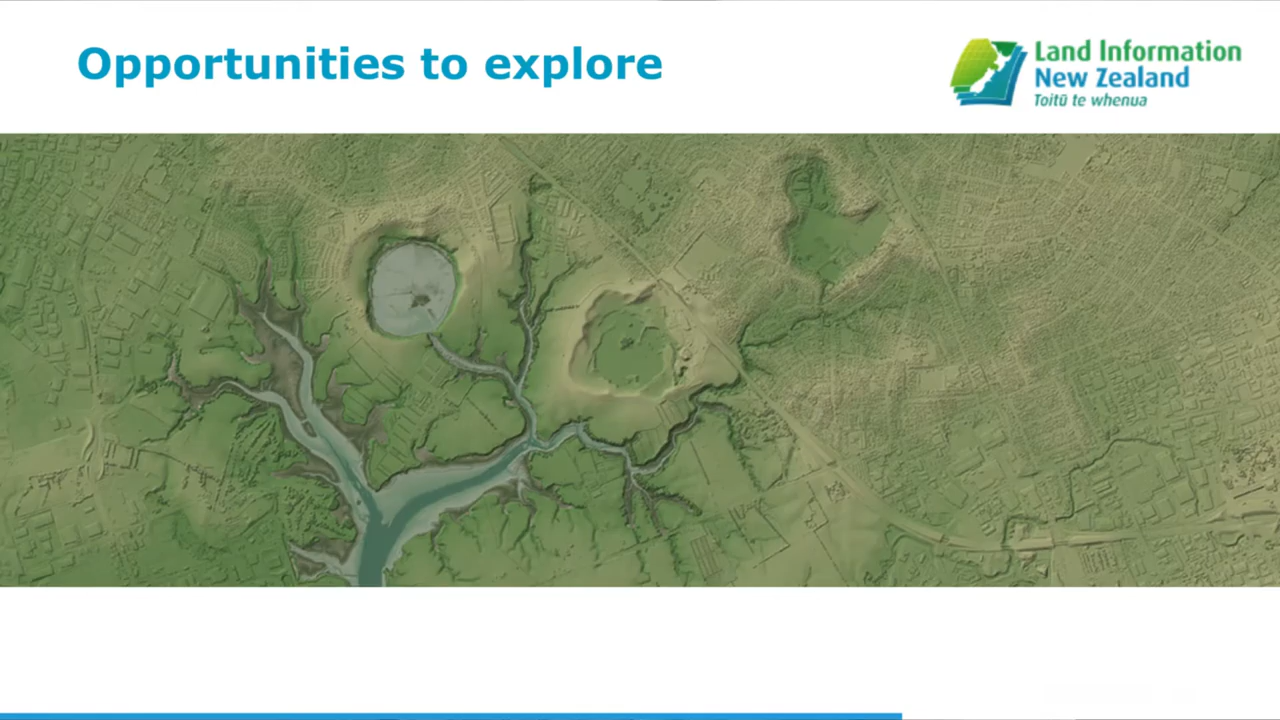 Opportunities to explore
Land Information
New Zealand
Toitū te whenua